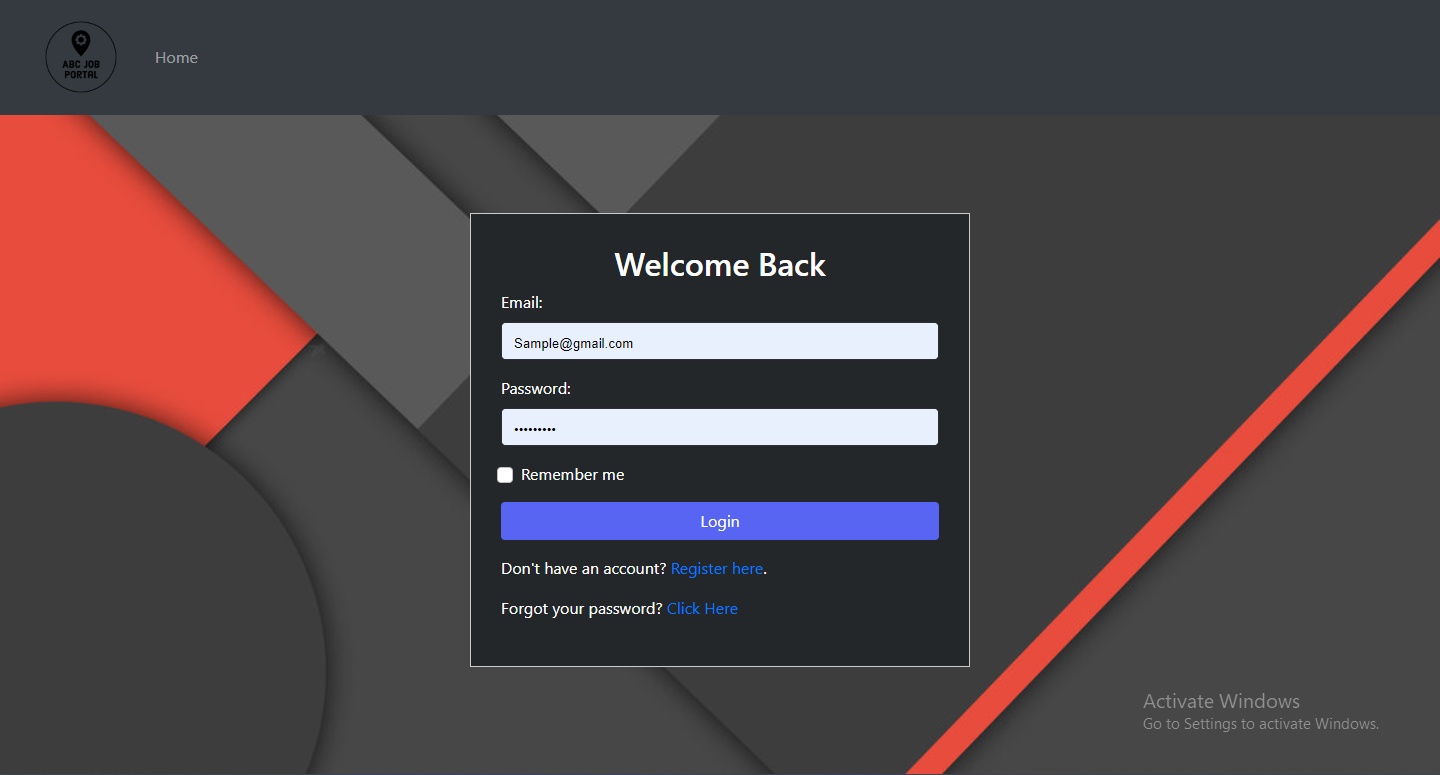 ABC JOB
PORTAL
Home
Welcome Back
Email:
Sample@gmail.com
Password:
•••••••••
Remember me
Login
Don't have an account? Register here.
Forgot your password? Click Here
Activate Windows
Go to Settings to activate Windows.